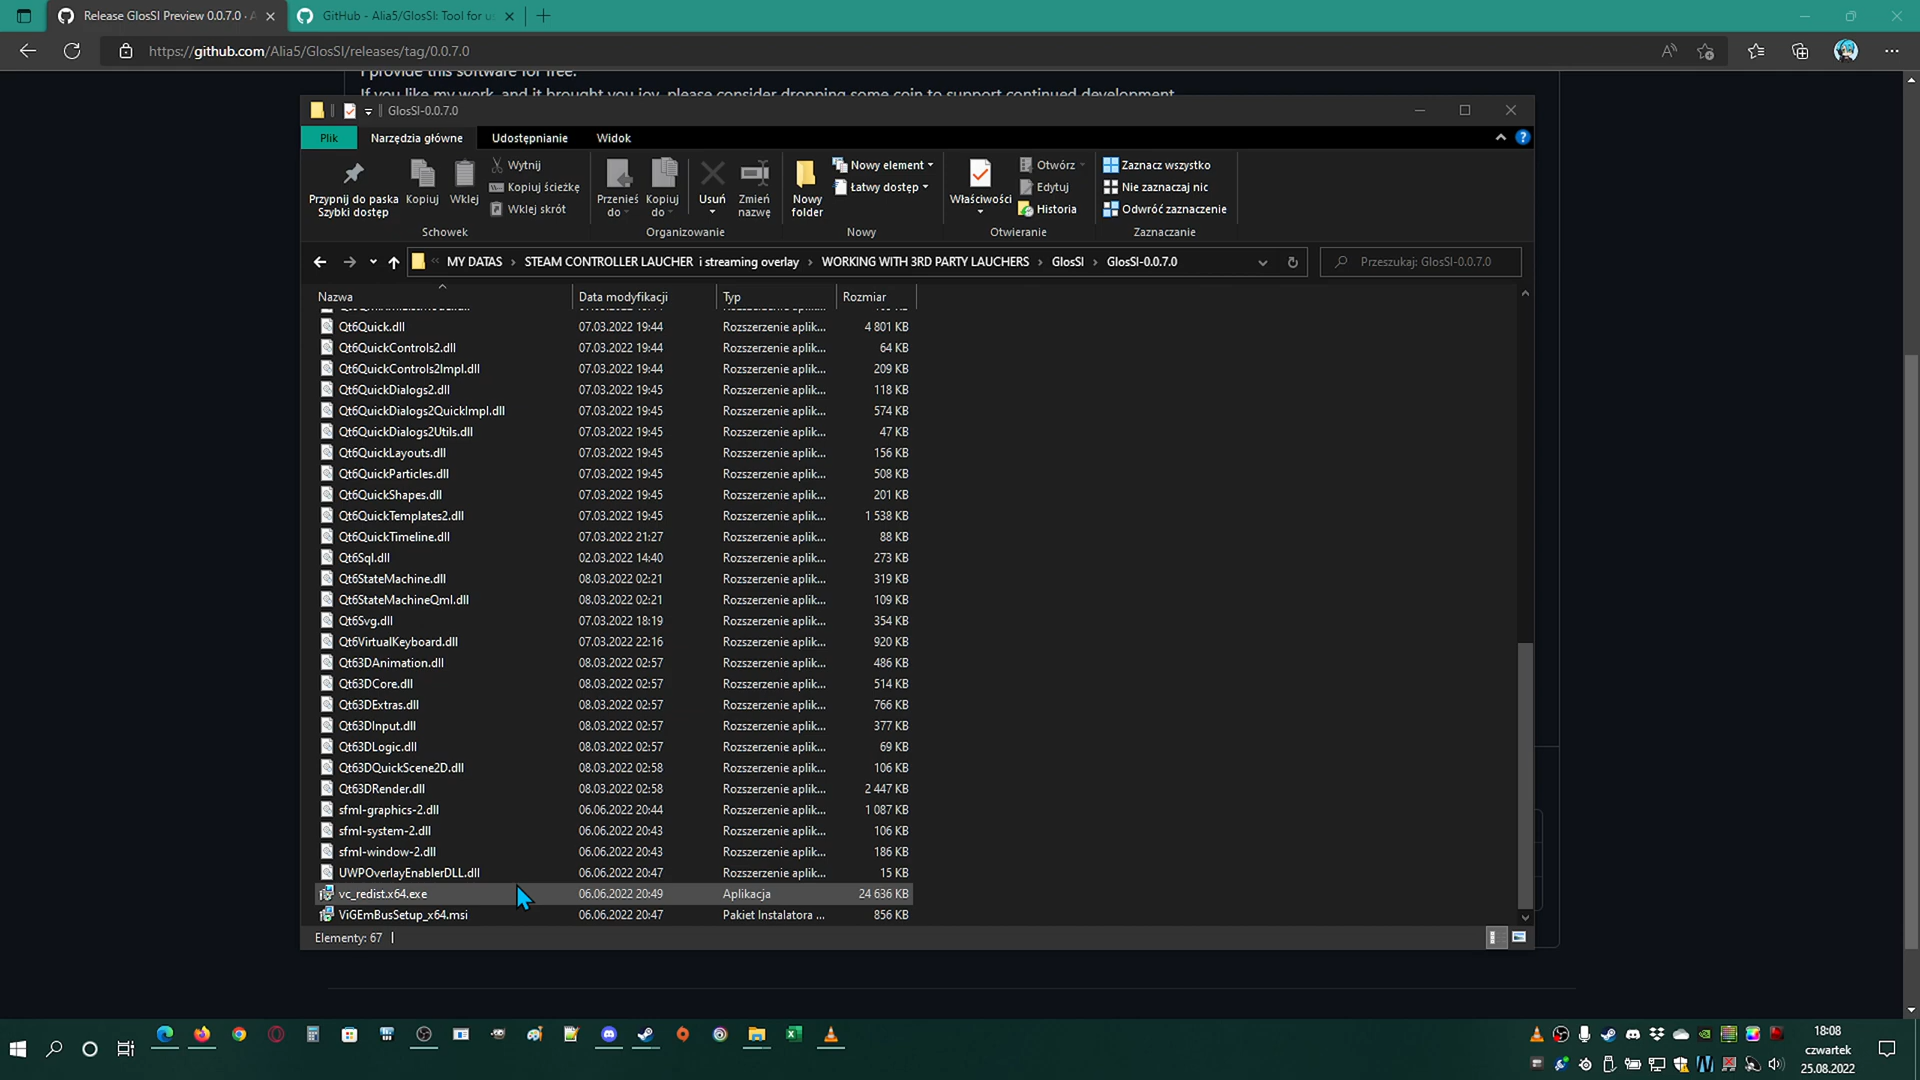 Release GlosSI Preview 0.0.7.0 ·
GitHub - Alia5/GlosSI: Tool for us
https://github.com/Alia5/GlosSI/releases/tag/0.0.7.0
I provide this software for free.
If you like my work, and it brought you joy, please consider dropping some coin to support continued development.
GlosSI-0.0.7.0
Plik
Narzędzia główne
Udostępnianie
Widok
Przypnij do paska
Szybki dostęp
Kopiuj
Wklej
Wytnij
Kopiuj ścieżkę
Wklej skrót
Schowek
Przenieś
do
Kopiuj
do
Usuń
Zmień
nazwę
Organizowanie
Nowy
folder
Nowy element
Łatwy dostęp
Nowy
Właściwości
Otwórz
Edytuj
Historia
Otwieranie
Zaznacz wszystko
Nie zaznaczaj nic
Odwróć zaznaczenie
Zaznaczanie
« MY DATAS › STEAM CONTROLLER LAUCHER i streaming overlay › WORKING WITH 3RD PARTY LAUCHERS › GlosSI › GlosSI-0.0.7.0
Przeszukaj: GlosSI-0.0.7.0
Nazwa Data modyfikacji Typ Rozmiar
Qt6Quick.dll 07.03.2022 19:44 Rozszerzenie aplik... 4 801 KB
Qt6QuickControls2.dll 07.03.2022 19:44 Rozszerzenie aplik... 64 KB
Qt6QuickControls2Impl.dll 07.03.2022 19:44 Rozszerzenie aplik... 209 KB
Qt6QuickDialogs2.dll 07.03.2022 19:45 Rozszerzenie aplik... 118 KB
Qt6QuickDialogs2QuickImpl.dll 07.03.2022 19:45 Rozszerzenie aplik... 574 KB
Qt6QuickDialogs2Utils.dll 07.03.2022 19:45 Rozszerzenie aplik... 47 KB
Qt6QuickLayouts.dll 07.03.2022 19:45 Rozszerzenie aplik... 156 KB
Qt6QuickParticles.dll 07.03.2022 19:45 Rozszerzenie aplik... 508 KB
Qt6QuickShapes.dll 07.03.2022 19:45 Rozszerzenie aplik... 201 KB
Qt6QuickTemplates2.dll 07.03.2022 19:45 Rozszerzenie aplik... 1 538 KB
Qt6QuickTimeline.dll 07.03.2022 21:27 Rozszerzenie aplik... 88 KB
Qt6Sql.dll 02.03.2022 14:40 Rozszerzenie aplik... 273 KB
Qt6StateMachine.dll 08.03.2022 02:21 Rozszerzenie aplik... 319 KB
Qt6StateMachineQml.dll 08.03.2022 02:21 Rozszerzenie aplik... 109 KB
Qt6Svg.dll 07.03.2022 18:19 Rozszerzenie aplik... 354 KB
Qt6VirtualKeyboard.dll 07.03.2022 22:16 Rozszerzenie aplik... 920 KB
Qt63DAnimation.dll 08.03.2022 02:57 Rozszerzenie aplik... 486 KB
Qt63DCore.dll 08.03.2022 02:57 Rozszerzenie aplik... 514 KB
Qt63DExtras.dll 08.03.2022 02:57 Rozszerzenie aplik... 766 KB
Qt63DInput.dll 08.03.2022 02:57 Rozszerzenie aplik... 377 KB
Qt63DLogic.dll 08.03.2022 02:57 Rozszerzenie aplik... 69 KB
Qt63DQuickScene2D.dll 08.03.2022 02:58 Rozszerzenie aplik... 106 KB
Qt63DRender.dll 08.03.2022 02:58 Rozszerzenie aplik... 2 447 KB
sfml-graphics-2.dll 06.06.2022 20:44 Rozszerzenie aplik... 1 087 KB
sfml-system-2.dll 06.06.2022 20:43 Rozszerzenie aplik... 106 KB
sfml-window-2.dll 06.06.2022 20:43 Rozszerzenie aplik... 186 KB
UWPOverlayEnablerDLL.dll 06.06.2022 20:47 Rozszerzenie aplik... 15 KB
vc_redist.x64.exe 06.06.2022 20:49 Aplikacja 24 636 KB
ViGEmBusSetup_x64.msi 06.06.2022 20:47 Pakiet Instalatora ... 856 KB
Elementy: 67
18:08
czwartek
25.08.2022